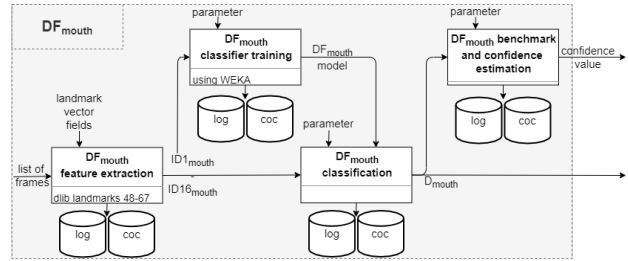 DFmouth
parameter
DFmouth
classifier training
using WEKA
log
coc
DFmouth
model
parameter
DFmouth benchmark
and confidence
estimation
log
coc
confidence
value
landmark
vector
fields
list of
frames
DFmouth
feature extraction
dlib landmarks 48-67
log
coc
ID1mouth
ID16mouth
parameter
DFmouth
classification
log
coc
Dmouth